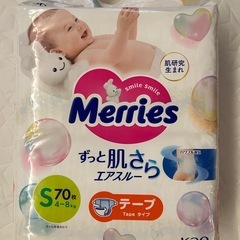 肌研究
生まれ
smile smile
Merries
ずっと肌さら
エアスルー
S 70枚
4-8kg
テープ
Tape タイプ